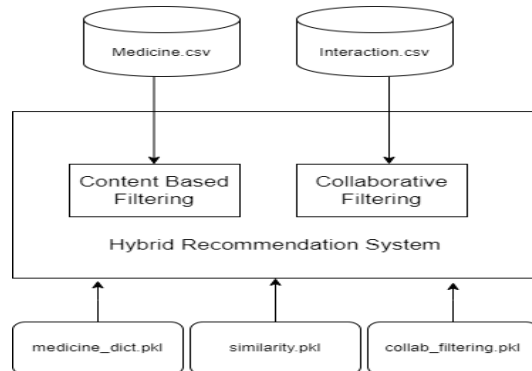 Medicine.csv
Interaction.csv
Content Based
Filtering
Collaborative
Filtering
Hybrid Recommendation System
medicine_dict.pkl
similarity.pkl
collab_filtering.pkl